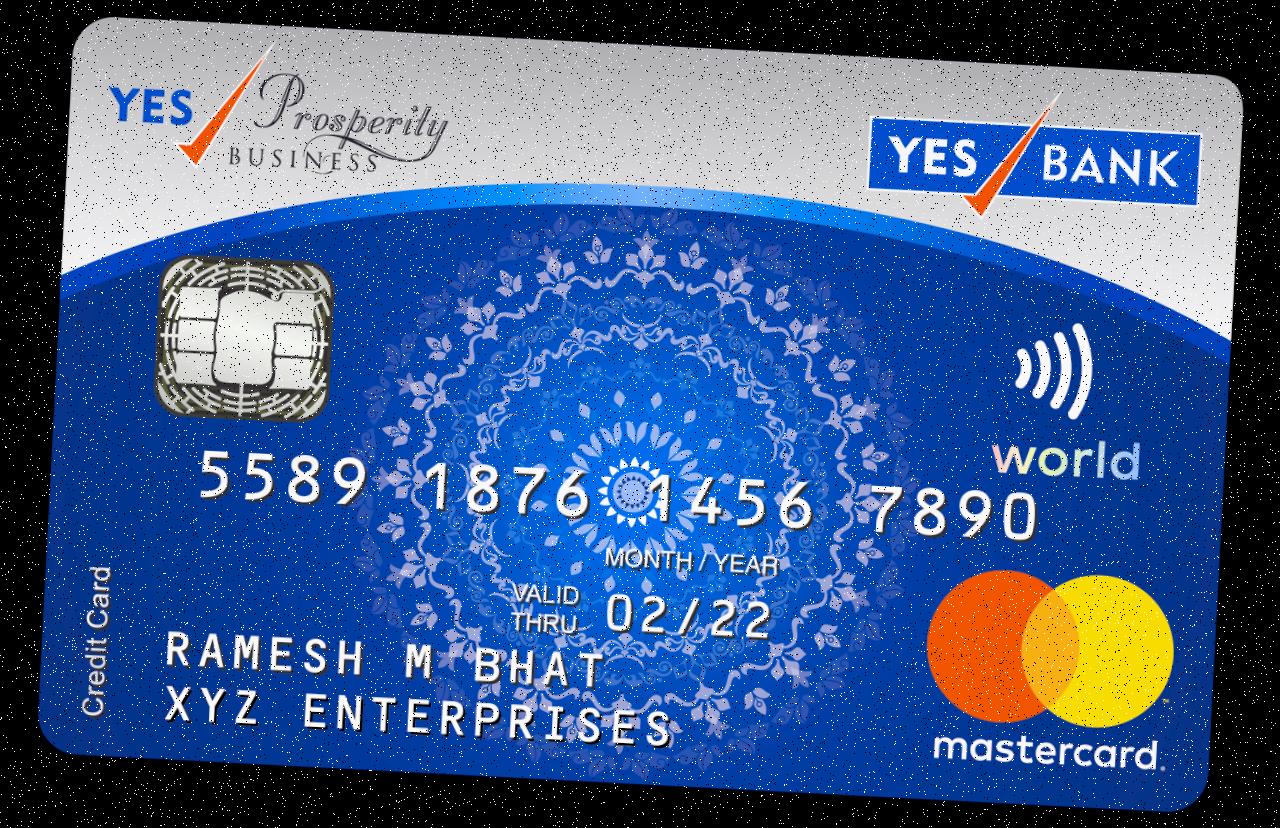 YES Prosperity
BUSINESS
YES BANK
world
5589 1876 1456 7890
MONTH / YEAR
VALID
THRU 02/22
Credit Card
RAMESH M BHAT
XYZ ENTERPRISES
mastercard.